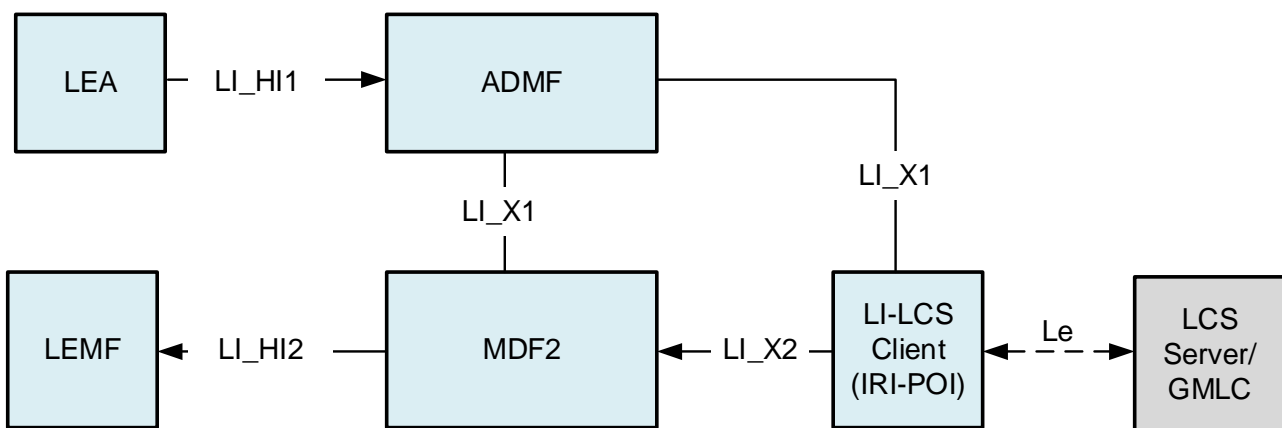 LEA
LI_HI1
ADMF
LI_X1
LI_X1
LEMF
LI_HI2
MDF2
LI_X2
LI-LCS
Client
(IRI-POI)
Le
LCS
Server/
GMLC